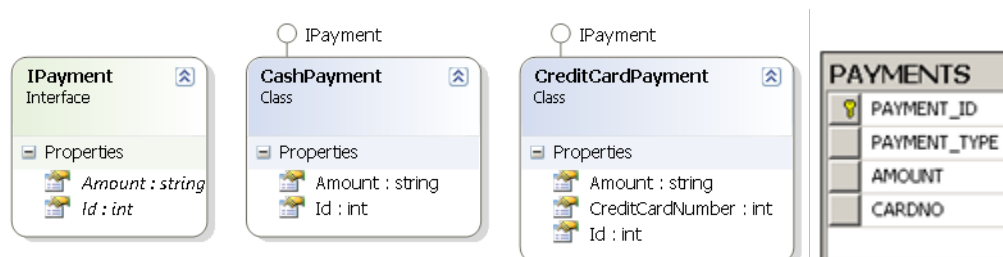 IPayment
Interface
Properties
Amount : string
Id : int
IPayment
CashPayment
Class
Properties
Amount : string
Id : int
IPayment
CreditCardPayment
Class
Properties
Amount : string
CreditCardNumber : int
Id : int
PAYMENTS
PAYMENT_ID
PAYMENT_TYPE
AMOUNT
CARDNO